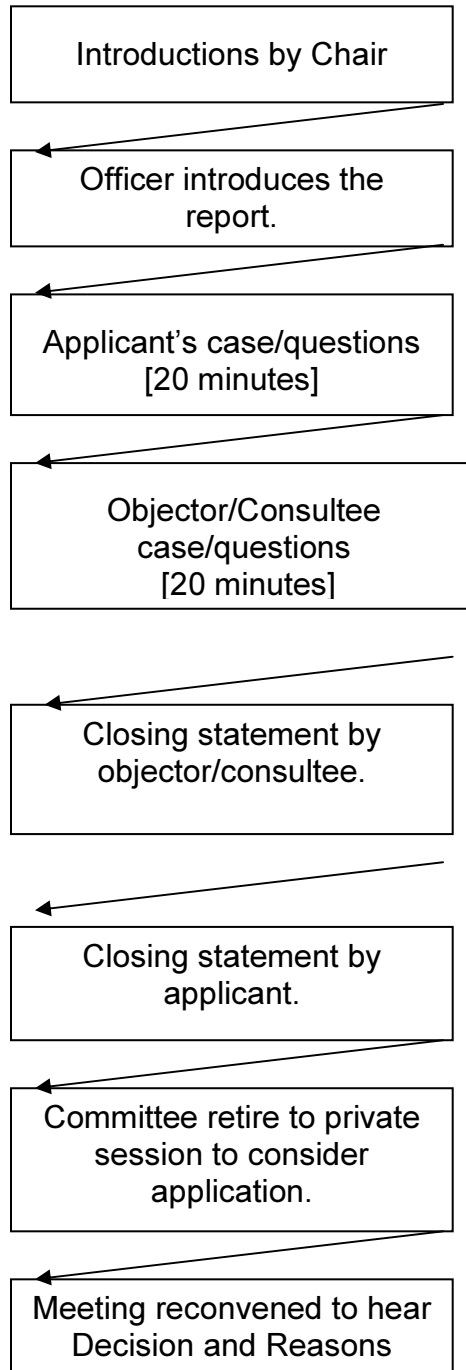 Introductions by Chair
Officer introduces the
report.
Applicant’s case/questions
[20 minutes]
Objector/Consultee
case/questions
[20 minutes]
Closing statement by
objector/consultee.
Closing statement by
applicant.
Committee retire to private
session to consider
application.
Meeting reconvened to hear
Decision and Reasons